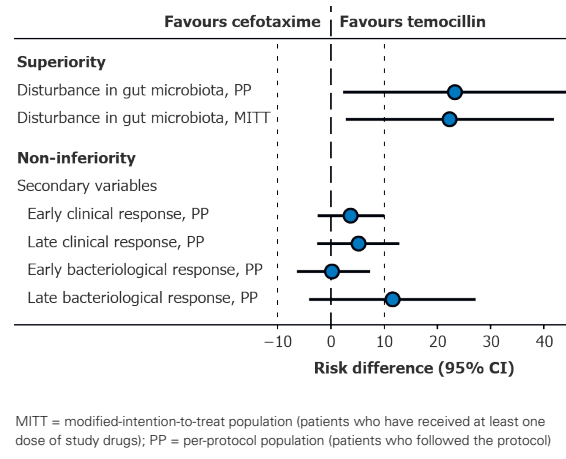 Favours cefotaxime Favours temocillin
Superiority
Disturbance in gut microbiota, PP
Disturbance in gut microbiota, MITT
Non-inferiority
Secondary variables
Early clinical response, PP
Late clinical response, PP
Early bacteriological response, PP
Late bacteriological response, PP
−10 0 10 20 30 40
Risk difference (95% CI)
MITT = modified-intention-to-treat population (patients who have received at least one
dose of study drugs); PP = per-protocol population (patients who followed the protocol)